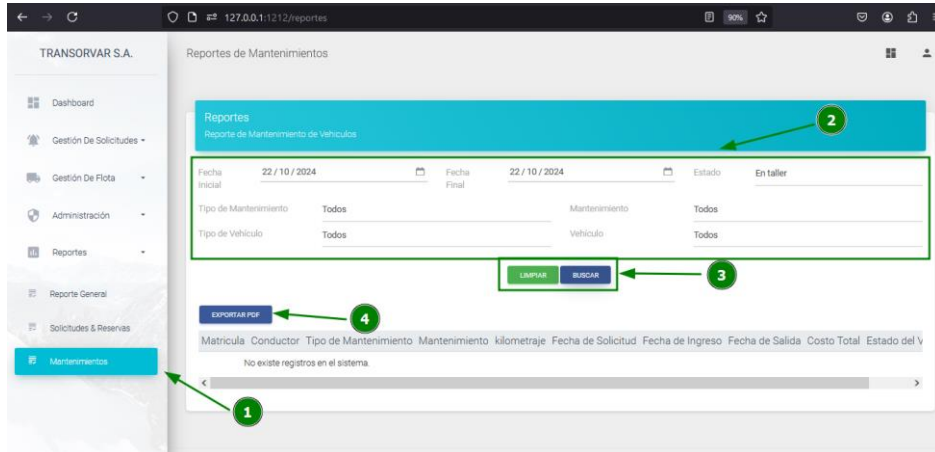 127.0.0.1:1212/reportes
90%
TRANSORVAR S.A.
Reportes de Mantenimientos
Dashboard
Gestión De Solicitudes
Gestión De Flota
Administración
Reportes
Reporte General
Solicitudes & Reservas
Mantenimientos
1
Reportes
Reporte de Mantenimiento de Vehiculos
2
Fecha Inicial 22 / 10 / 2024 Fecha Final 22 / 10 / 2024 Estado En taller
Tipo de Mantenimiento Todos Mantenimiento Todos
Tipo de Vehículo Todos Vehículo Todos
LIMPIAR BUSCAR
3
EXPORTAR PDF
4
Matricula Conductor Tipo de Mantenimiento Mantenimiento kilometraje Fecha de Solicitud Fecha de Ingreso Fecha de Salida Costo Total Estado del V
No existe registros en el sistema.